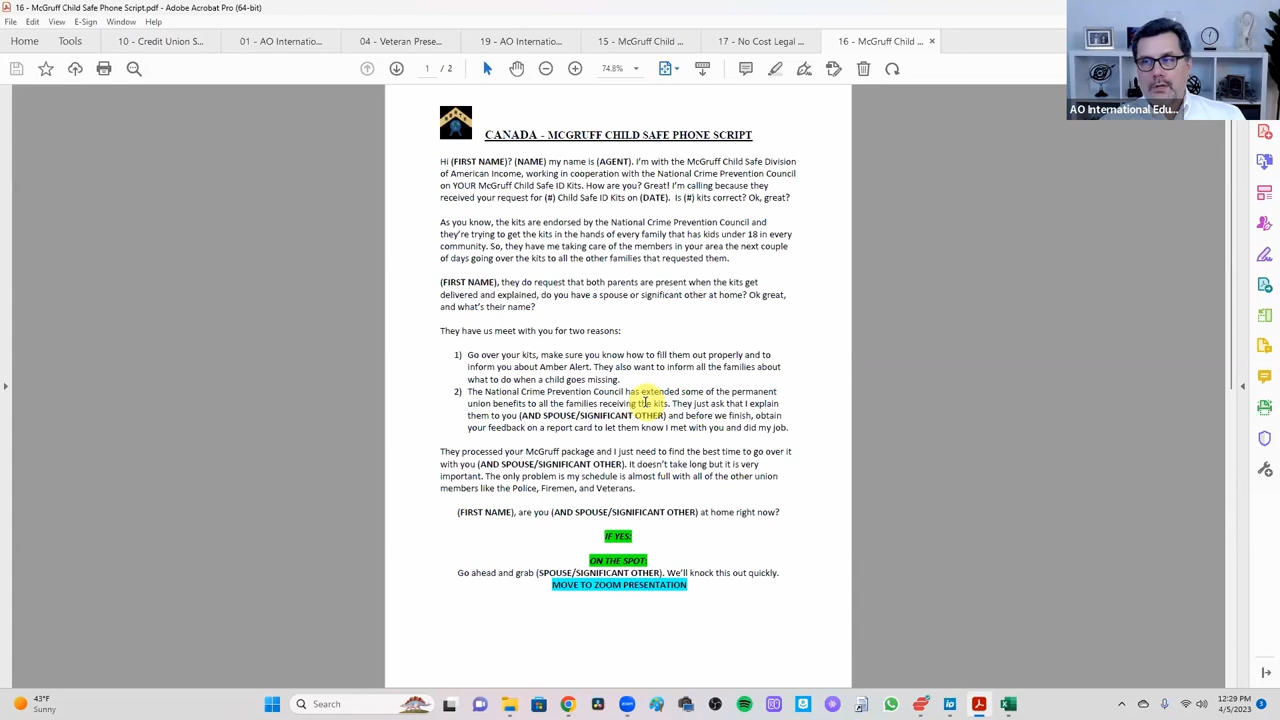 16 - McGruff Child Safe Phone Script.pdf - Adobe Acrobat Pro (64-bit)
File Edit View E-Sign Window Help
Home Tools 10 - Credit Union S... 01 - AO Internatio... 04 - Veteran Prese... 19 - AO Internatio... 15 - McGruff Child ... 17 - No Cost Legal ... 16 - McGruff Child ... ×
1 / 2 74.8%
AO International Edu...
CANADA - MCGRUFF CHILD SAFE PHONE SCRIPT
Hi (FIRST NAME)? (NAME) my name is (AGENT). I'm with the McGruff Child Safe Division
of American Income, working in cooperation with the National Crime Prevention Council
on YOUR McGruff Child Safe ID Kits. How are you? Great! I'm calling because they
received your request for (#) Child Safe ID Kits on (DATE). Is (#) kits correct? Ok, great?
As you know, the kits are endorsed by the National Crime Prevention Council and
they're trying to get the kits in the hands of every family that has kids under 18 in every
community. So, they have me taking care of the members in your area the next couple
of days going over the kits to all the other families that requested them.
(FIRST NAME), they do request that both parents are present when the kits get
delivered and explained, do you have a spouse or significant other at home? Ok great,
and what's their name?
They have us meet with you for two reasons:
1) Go over your kits, make sure you know how to fill them out properly and to
inform you about Amber Alert. They also want to inform all the families about
what to do when a child goes missing.
2) The National Crime Prevention Council has extended some of the permanent
union benefits to all the families receiving the kits. They just ask that I explain
them to you (AND SPOUSE/SIGNIFICANT OTHER) and before we finish, obtain
your feedback on a report card to let them know I met with you and did my job.
They processed your McGruff package and I just need to find the best time to go over it
with you (AND SPOUSE/SIGNIFICANT OTHER). It doesn't take long but it is very
important. The only problem is my schedule is almost full with all of the other union
members like the Police, Firemen, and Veterans.
(FIRST NAME), are you (AND SPOUSE/SIGNIFICANT OTHER) at home right now?
IF YES:
ON THE SPOT:
Go ahead and grab (SPOUSE/SIGNIFICANT OTHER). We'll knock this out quickly.
MOVE TO ZOOM PRESENTATION
43°F
Sunny
Search
12:29 PM
4/5/2023